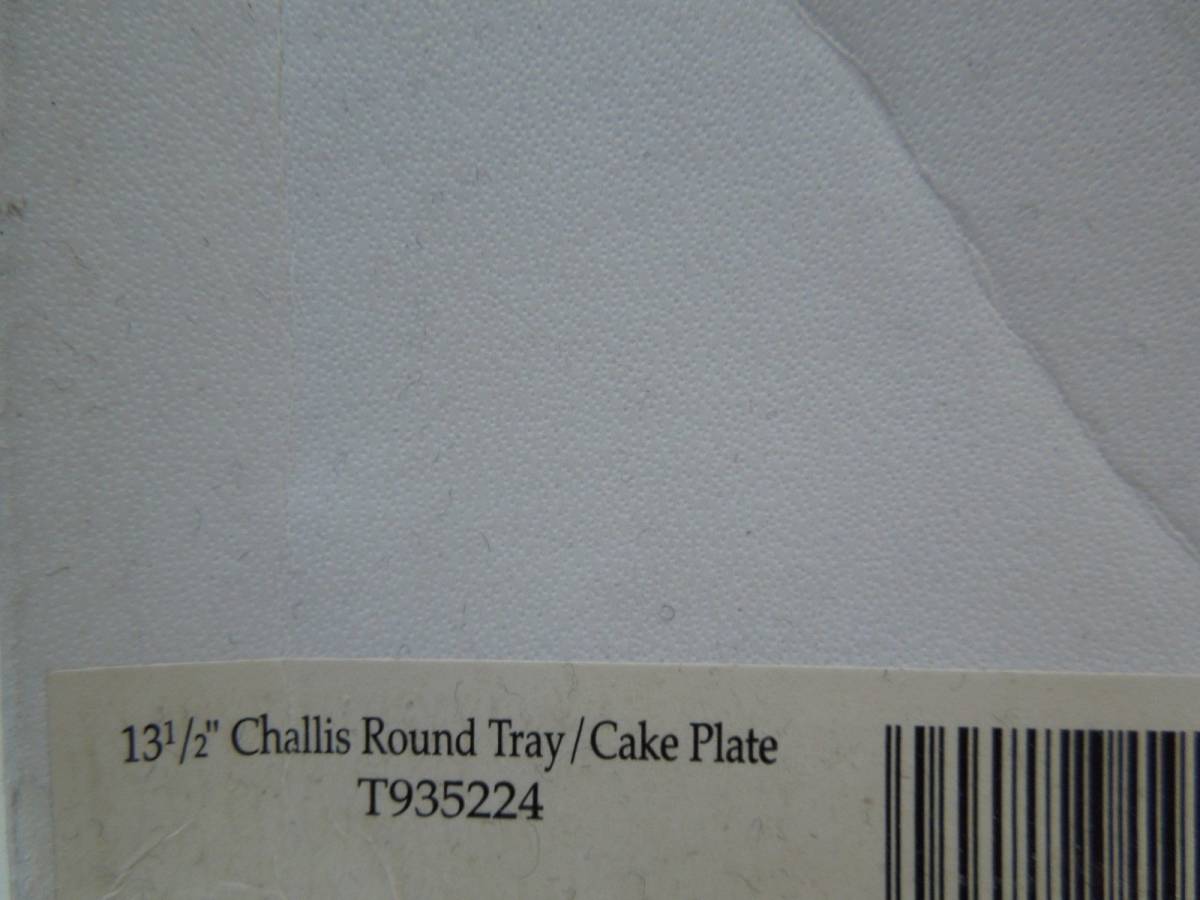 13¹/₂" Challis Round Tray/Cake Plate
T935224